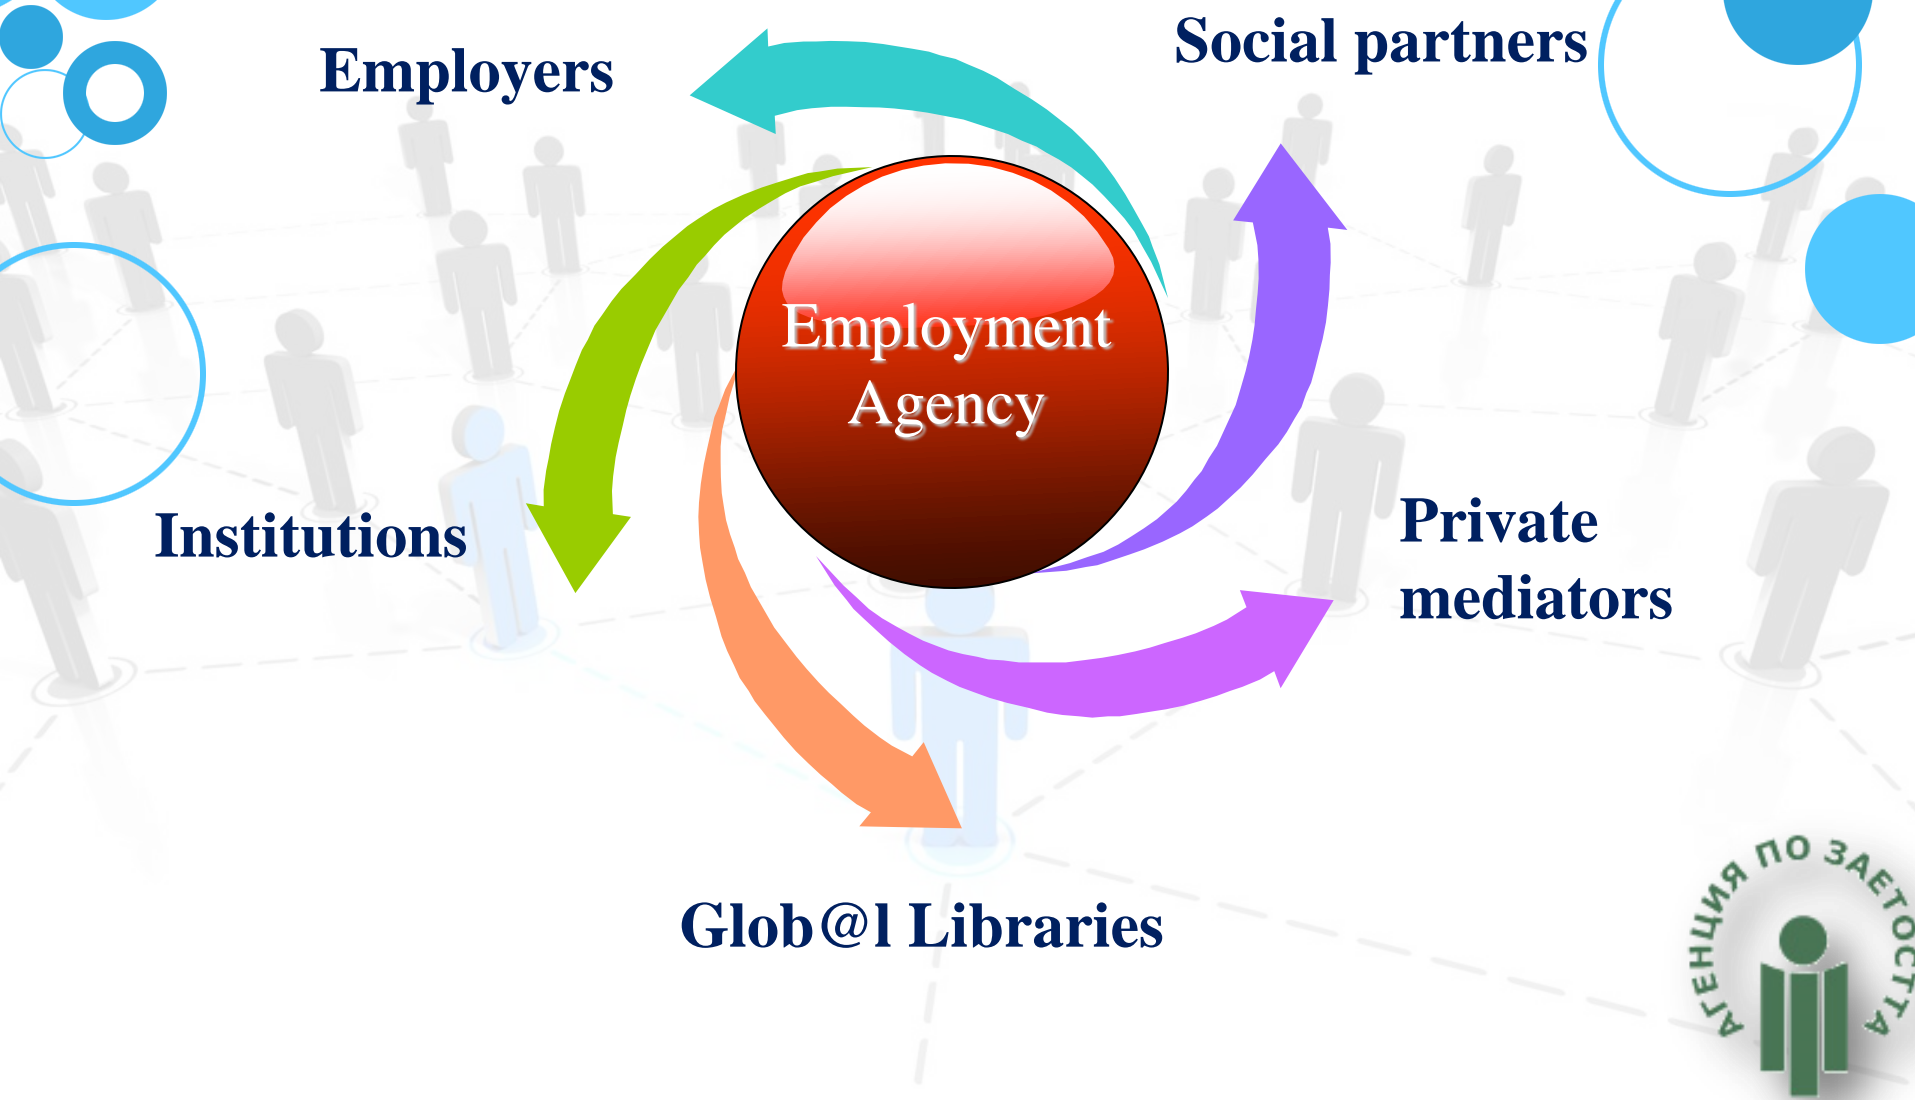 Employers
Social partners
Employment
Agency
Institutions
Private
mediators
Glob@l Libraries
АГЕНЦИЯ ПО ЗАЕТОСТТА